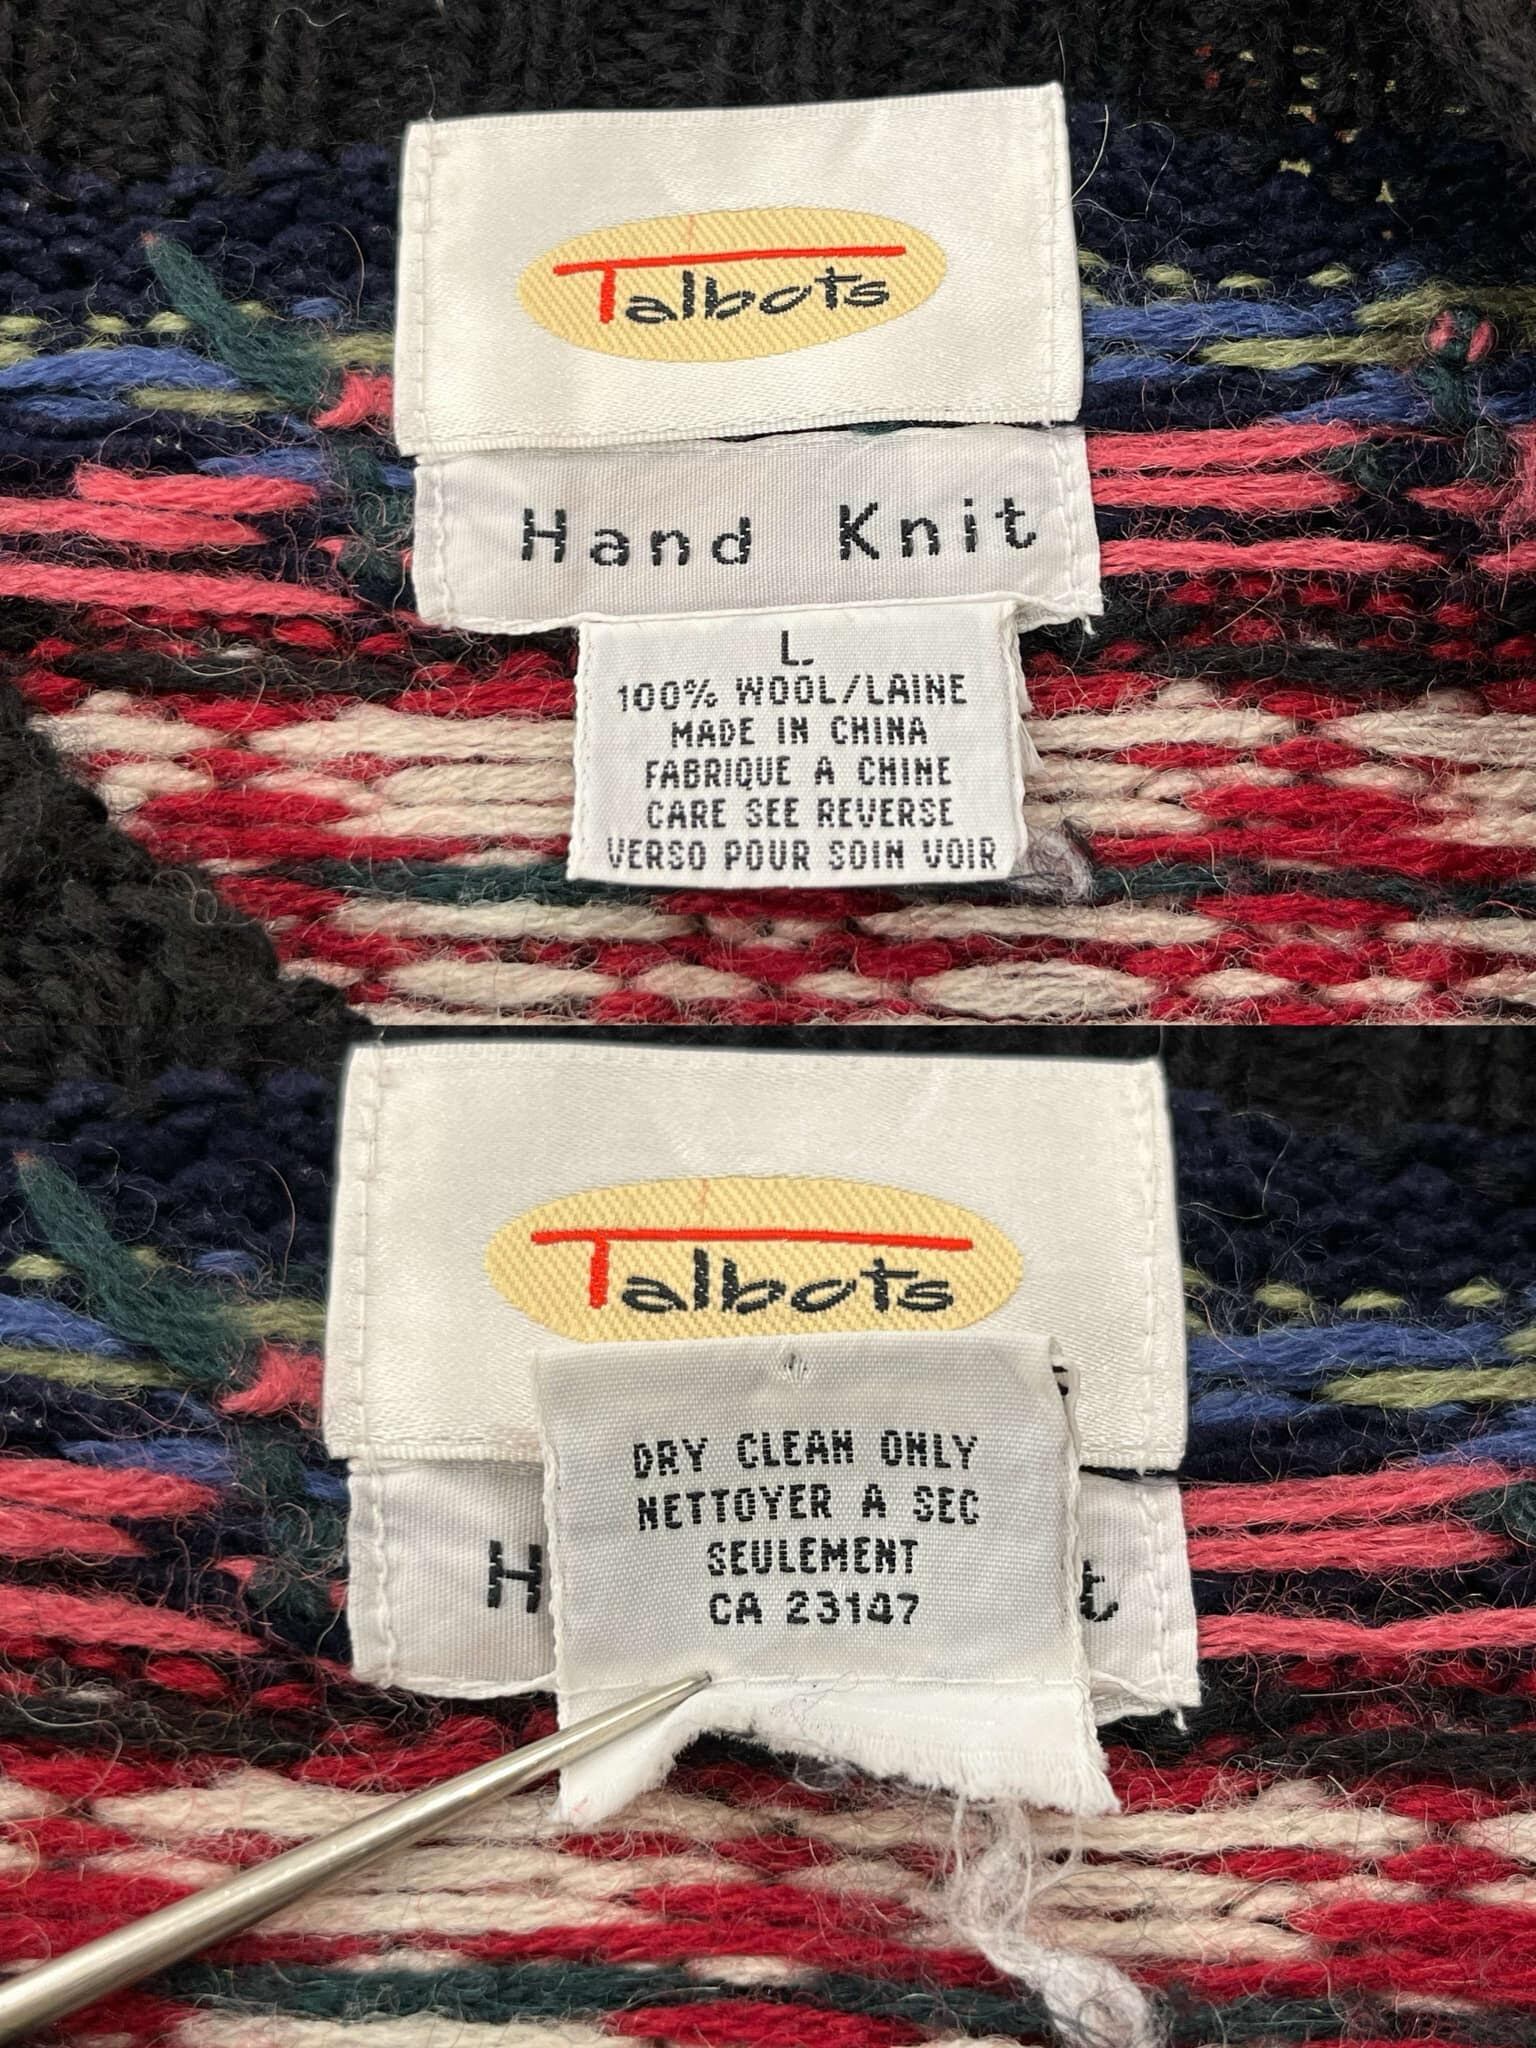 Talbots
Hand Knit
L.
100% WOOL/LAINE
MADE IN CHINA
FABRIQUE A CHINE
CARE SEE REVERSE
VERSO POUR SOIN VOIR
Talbots
H t
DRY CLEAN ONLY
NETTOYER A SEC
SEULEMENT
CA 23107